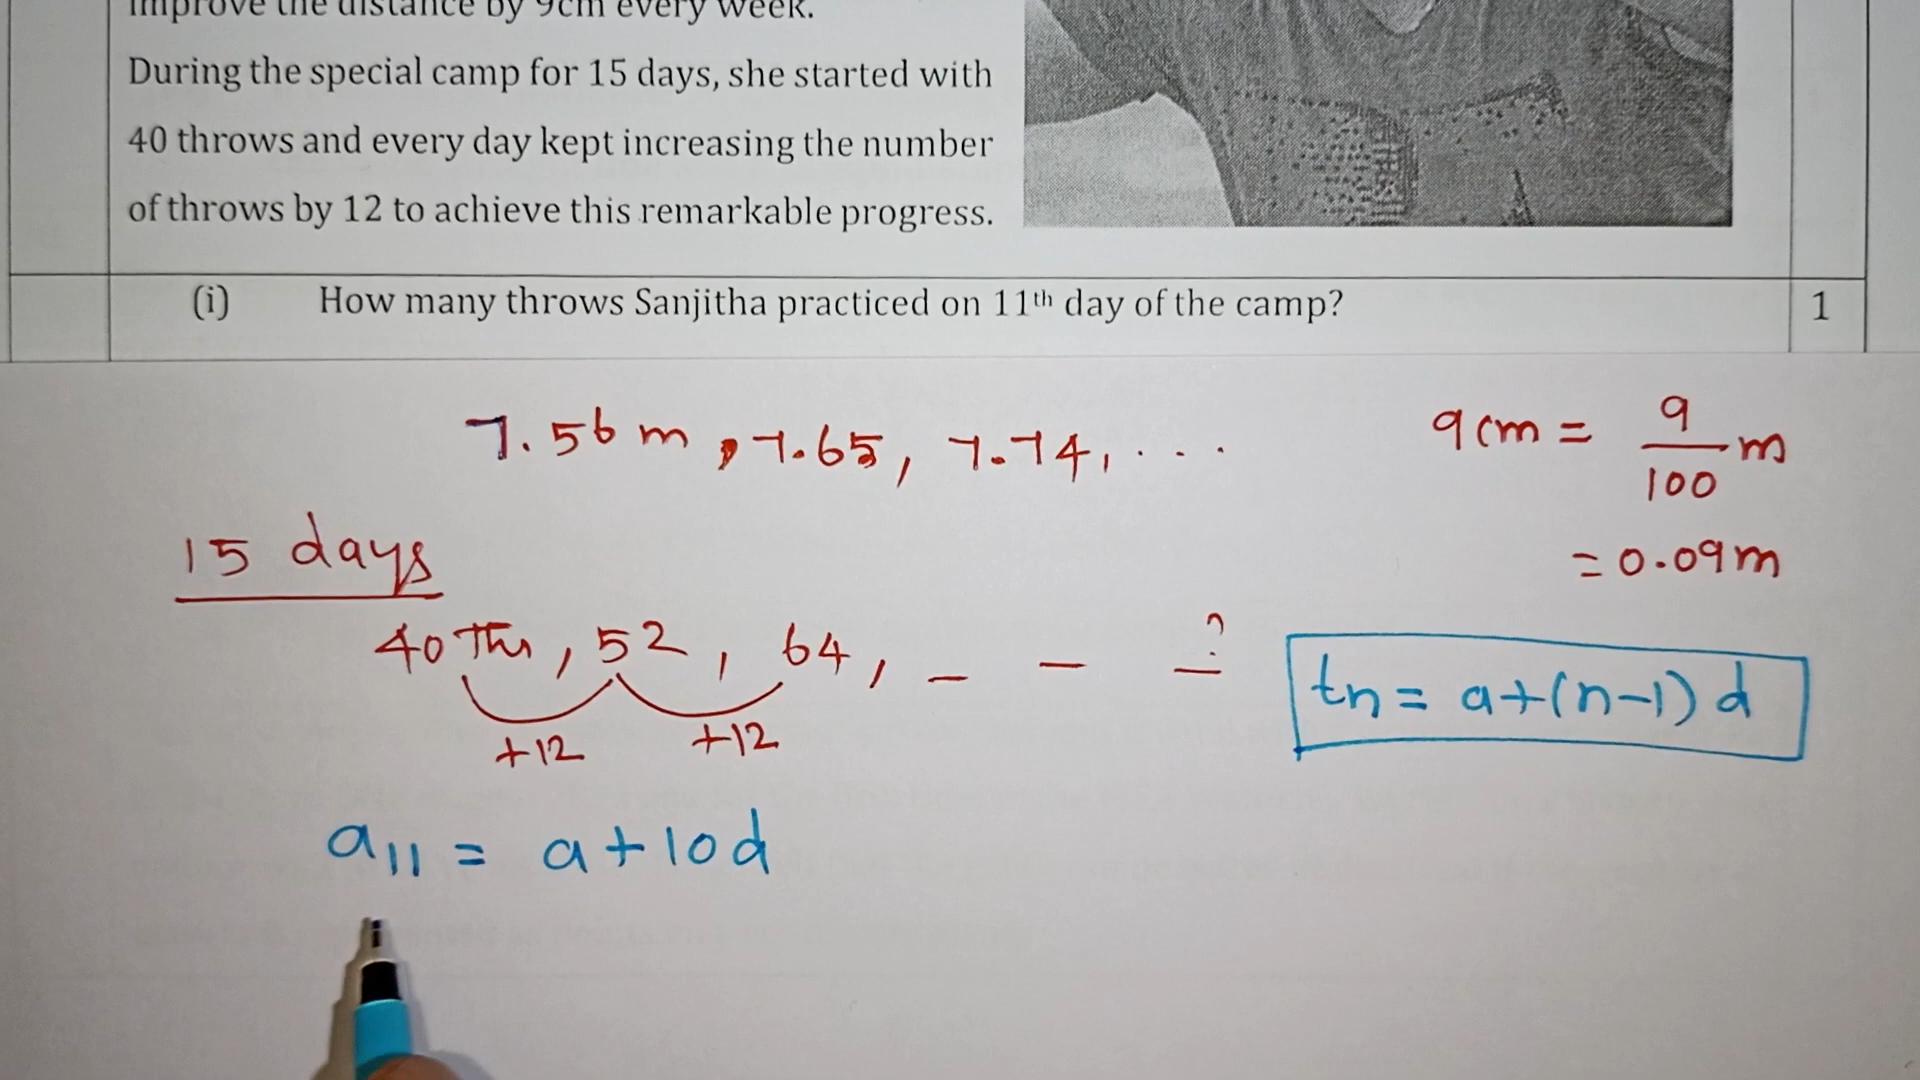 improve the distance by 9cm every week.
During the special camp for 15 days, she started with
40 throws and every day kept increasing the number
of throws by 12 to achieve this remarkable progress.
(i) How many throws Sanjitha practiced on 11th day of the camp? 1
7.56 m, 7.65, 7.74, ...
9cm = 9/100 m
= 0.09m
15 days
40 Thr, 52, 64, _ _ _ ?
+12 +12
tn = a+(n-1)d
a11 = a+10d